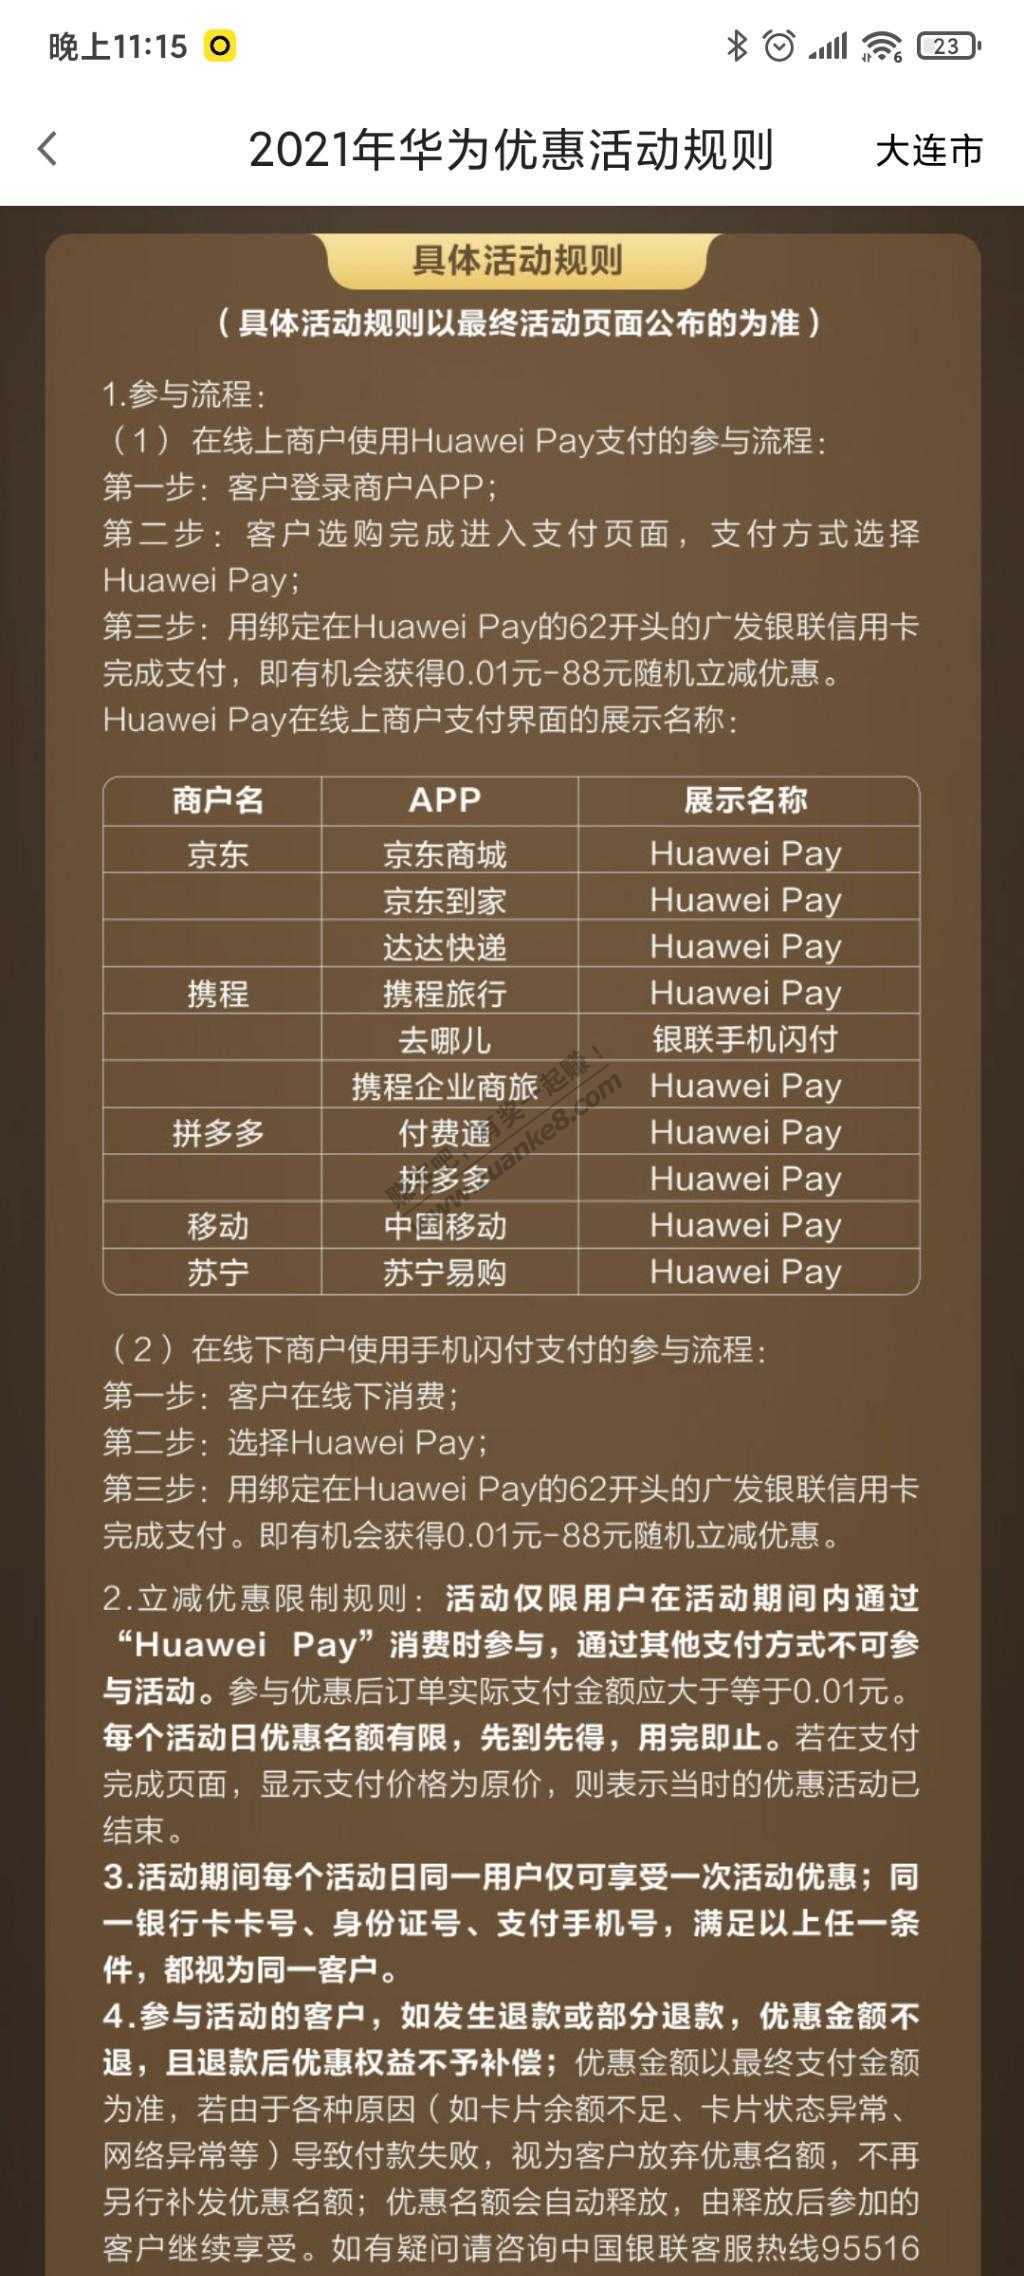 晚上11:15
6
23
2021年华为优惠活动规则
大连市
具体活动规则
（具体活动规则以最终活动页面公布的为准）
1.参与流程：
（1）在线上商户使用Huawei Pay支付的参与流程：
第一步：客户登录商户APP；
第二步：客户选购完成进入支付页面，支付方式选择
Huawei Pay；
第三步：用绑定在Huawei Pay的62开头的广发银联信用卡
完成支付，即有机会获得0.01元-88元随机立减优惠。
Huawei Pay在线上商户支付界面的展示名称：
商户名 APP 展示名称
京东 京东商城 Huawei Pay
京东到家 Huawei Pay
达达快递 Huawei Pay
携程 携程旅行 Huawei Pay
去哪儿 银联手机闪付
携程企业商旅 Huawei Pay
拼多多 付费通 Huawei Pay
拼多多 Huawei Pay
移动 中国移动 Huawei Pay
苏宁 苏宁易购 Huawei Pay
（2）在线下商户使用手机闪付支付的参与流程：
第一步：客户在线下消费；
第二步：选择Huawei Pay；
第三步：用绑定在Huawei Pay的62开头的广发银联信用卡
完成支付。即有机会获得0.01元-88元随机立减优惠。
2.立减优惠限制规则：活动仅限用户在活动期间内通过
“Huawei Pay”消费时参与，通过其他支付方式不可参
与活动。参与优惠后订单实际支付金额应大于等于0.01元。
每个活动日优惠名额有限，先到先得，用完即止。若在支付
完成页面，显示支付价格为原价，则表示当时的优惠活动已
结束。
3.活动期间每个活动日同一用户仅可享受一次活动优惠；同
一银行卡卡号、身份证号、支付手机号，满足以上任一条
件，都视为同一客户。
4.参与活动的客户，如发生退款或部分退款，优惠金额不
退，且退款后优惠权益不予补偿；优惠金额以最终支付金额
为准，若由于各种原因（如卡片余额不足、卡片状态异常、
网络异常等）导致付款失败，视为客户放弃优惠名额，不再
另行补发优惠名额；优惠名额会自动释放，由释放后参加的
客户继续享受。如有疑问请咨询中国银联客服热线95516